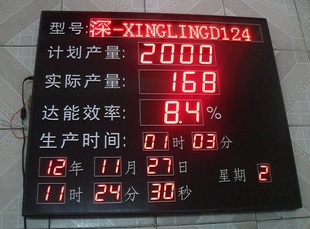 型号:深-XINGLINGD124
计划产量: 2000
实际产量: 168
达能效率: 8.4%
生产时间: 01时03分
12年 11月 27日 星期 2
11时 24分 30秒